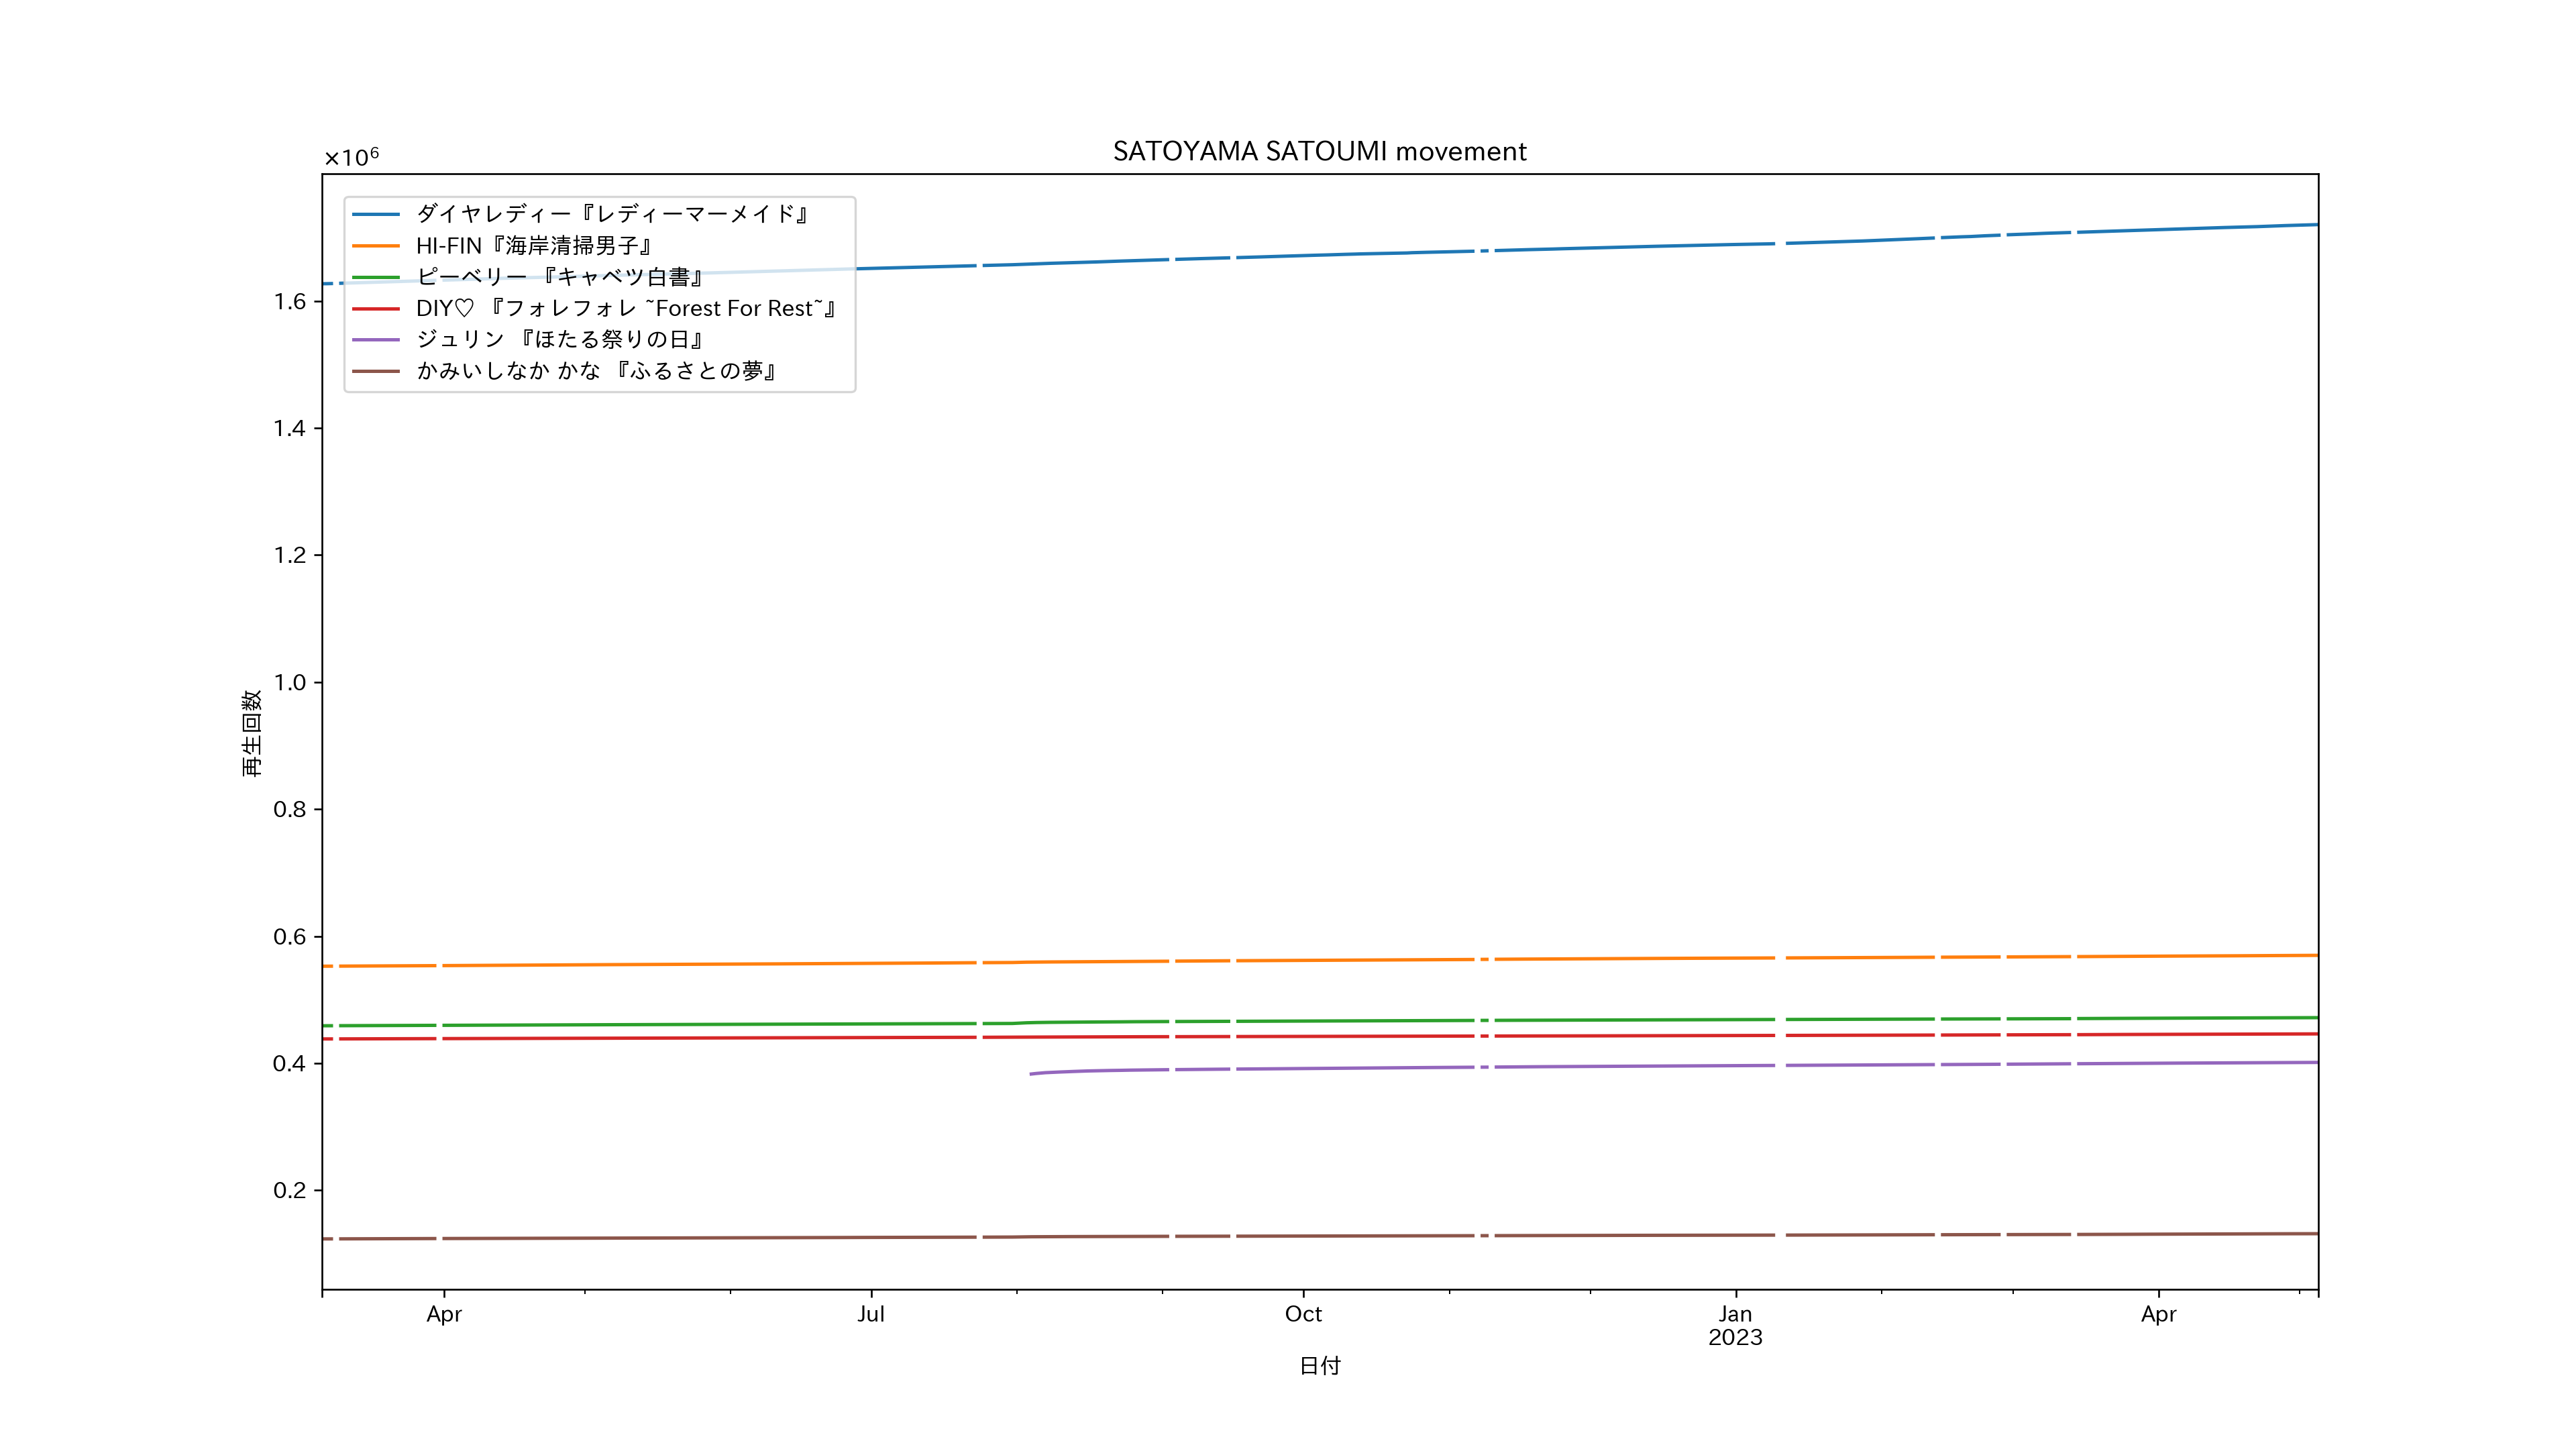 SATOYAMA SATOUMI movement
×10⁶
ダイヤレディー『レディーマーメイド』
HI-FIN『海岸清掃男子』
ピーベリー 『キャベツ白書』
DIY♡ 『フォレフォレ ~Forest For Rest~』
ジュリン 『ほたる祭りの日』
かみいしなか かな 『ふるさとの夢』
1.6
1.4
1.2
1.0
0.8
0.6
0.4
0.2
再生回数
Apr
Jul
Oct
Jan
2023
Apr
日付